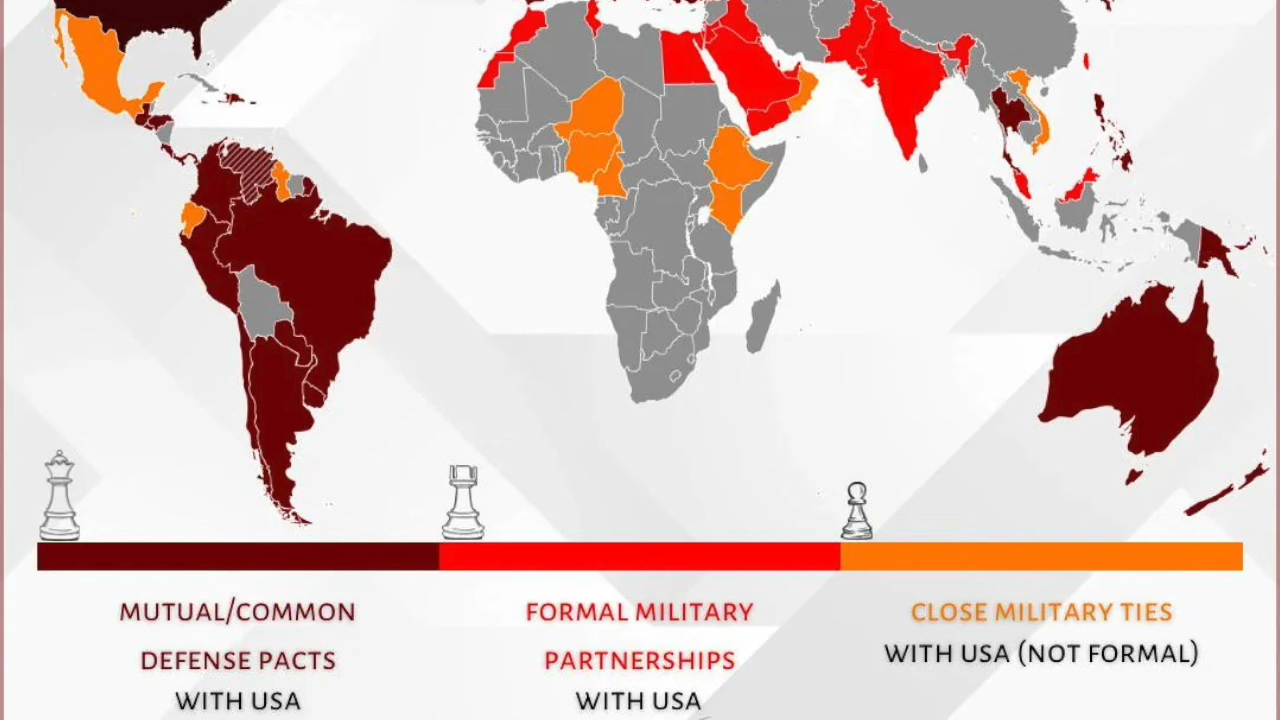 MUTUAL/COMMON
DEFENSE PACTS
WITH USA
FORMAL MILITARY
PARTNERSHIPS
WITH USA
CLOSE MILITARY TIES
WITH USA (NOT FORMAL)